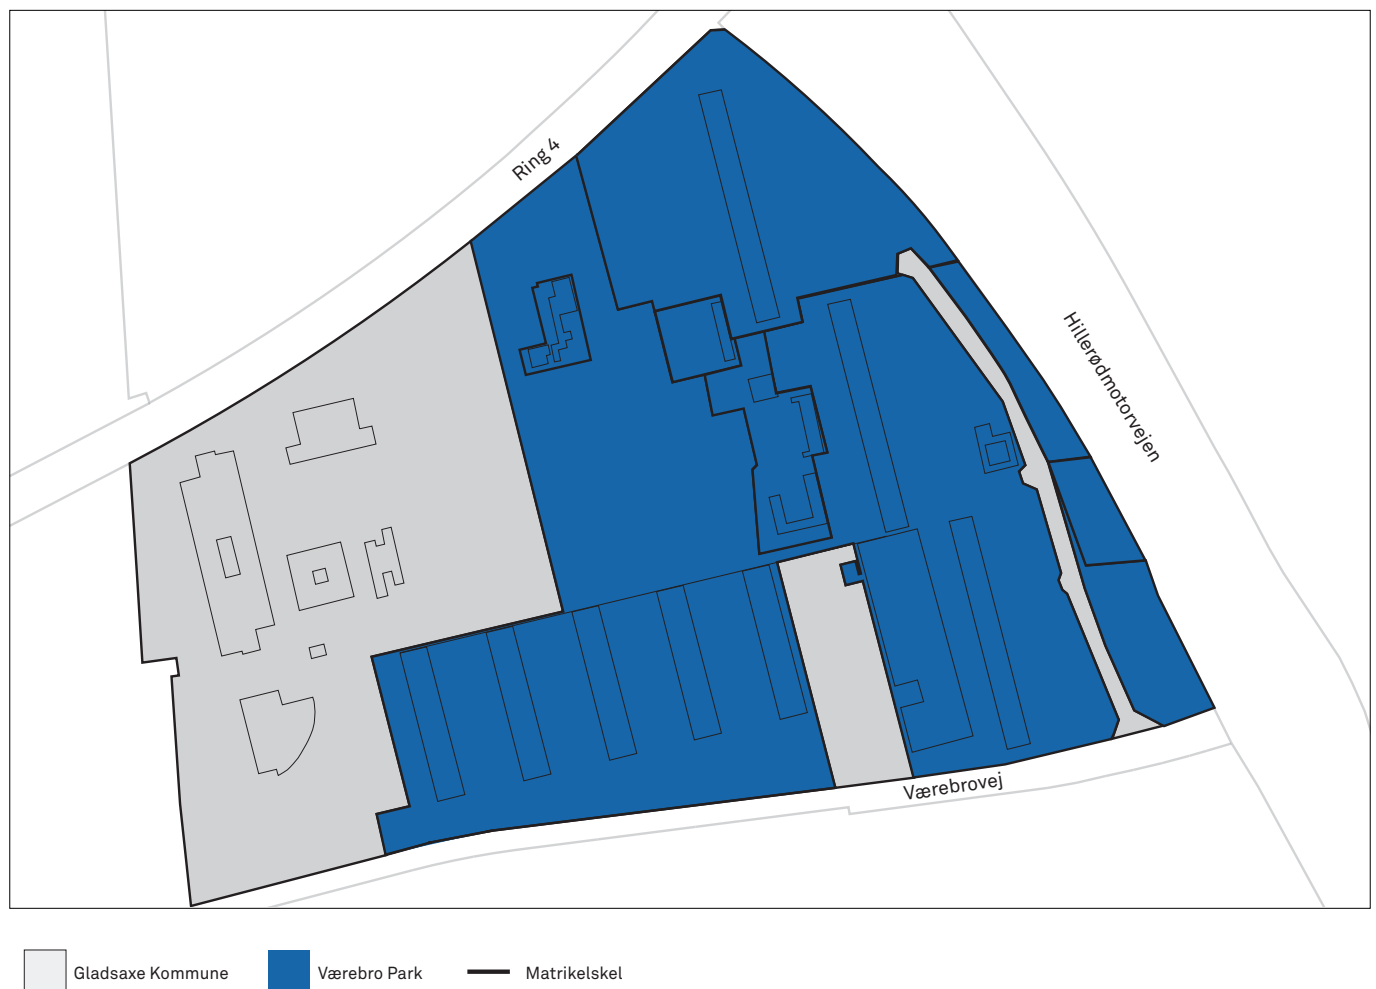 Ring 4
Hillerødmotorvejen
Værebrovej
Gladsaxe Kommune
Værebro Park
Matrikelskel